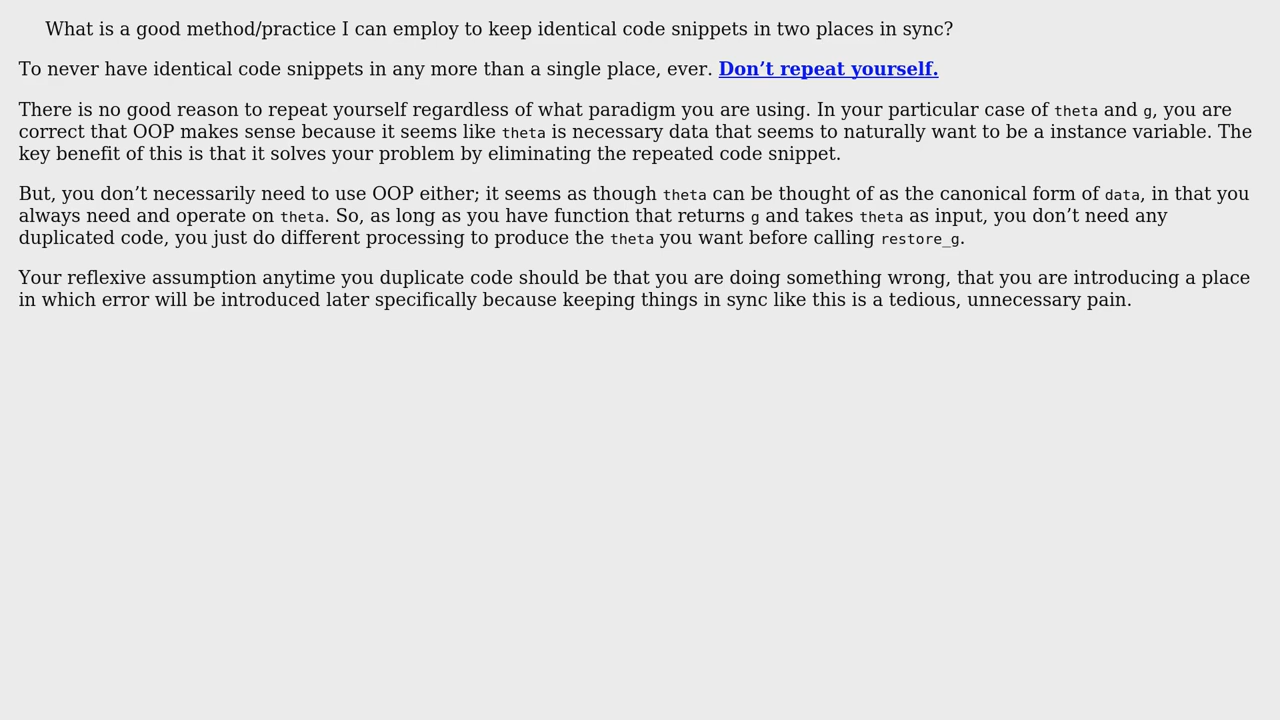 What is a good method/practice I can employ to keep identical code snippets in two places in sync?
To never have identical code snippets in any more than a single place, ever. Don’t repeat yourself.
There is no good reason to repeat yourself regardless of what paradigm you are using. In your particular case of theta and g, you are
correct that OOP makes sense because it seems like theta is necessary data that seems to naturally want to be a instance variable. The
key benefit of this is that it solves your problem by eliminating the repeated code snippet.
But, you don’t necessarily need to use OOP either; it seems as though theta can be thought of as the canonical form of data, in that you
always need and operate on theta. So, as long as you have function that returns g and takes theta as input, you don’t need any
duplicated code, you just do different processing to produce the theta you want before calling restore_g.
Your reflexive assumption anytime you duplicate code should be that you are doing something wrong, that you are introducing a place
in which error will be introduced later specifically because keeping things in sync like this is a tedious, unnecessary pain.